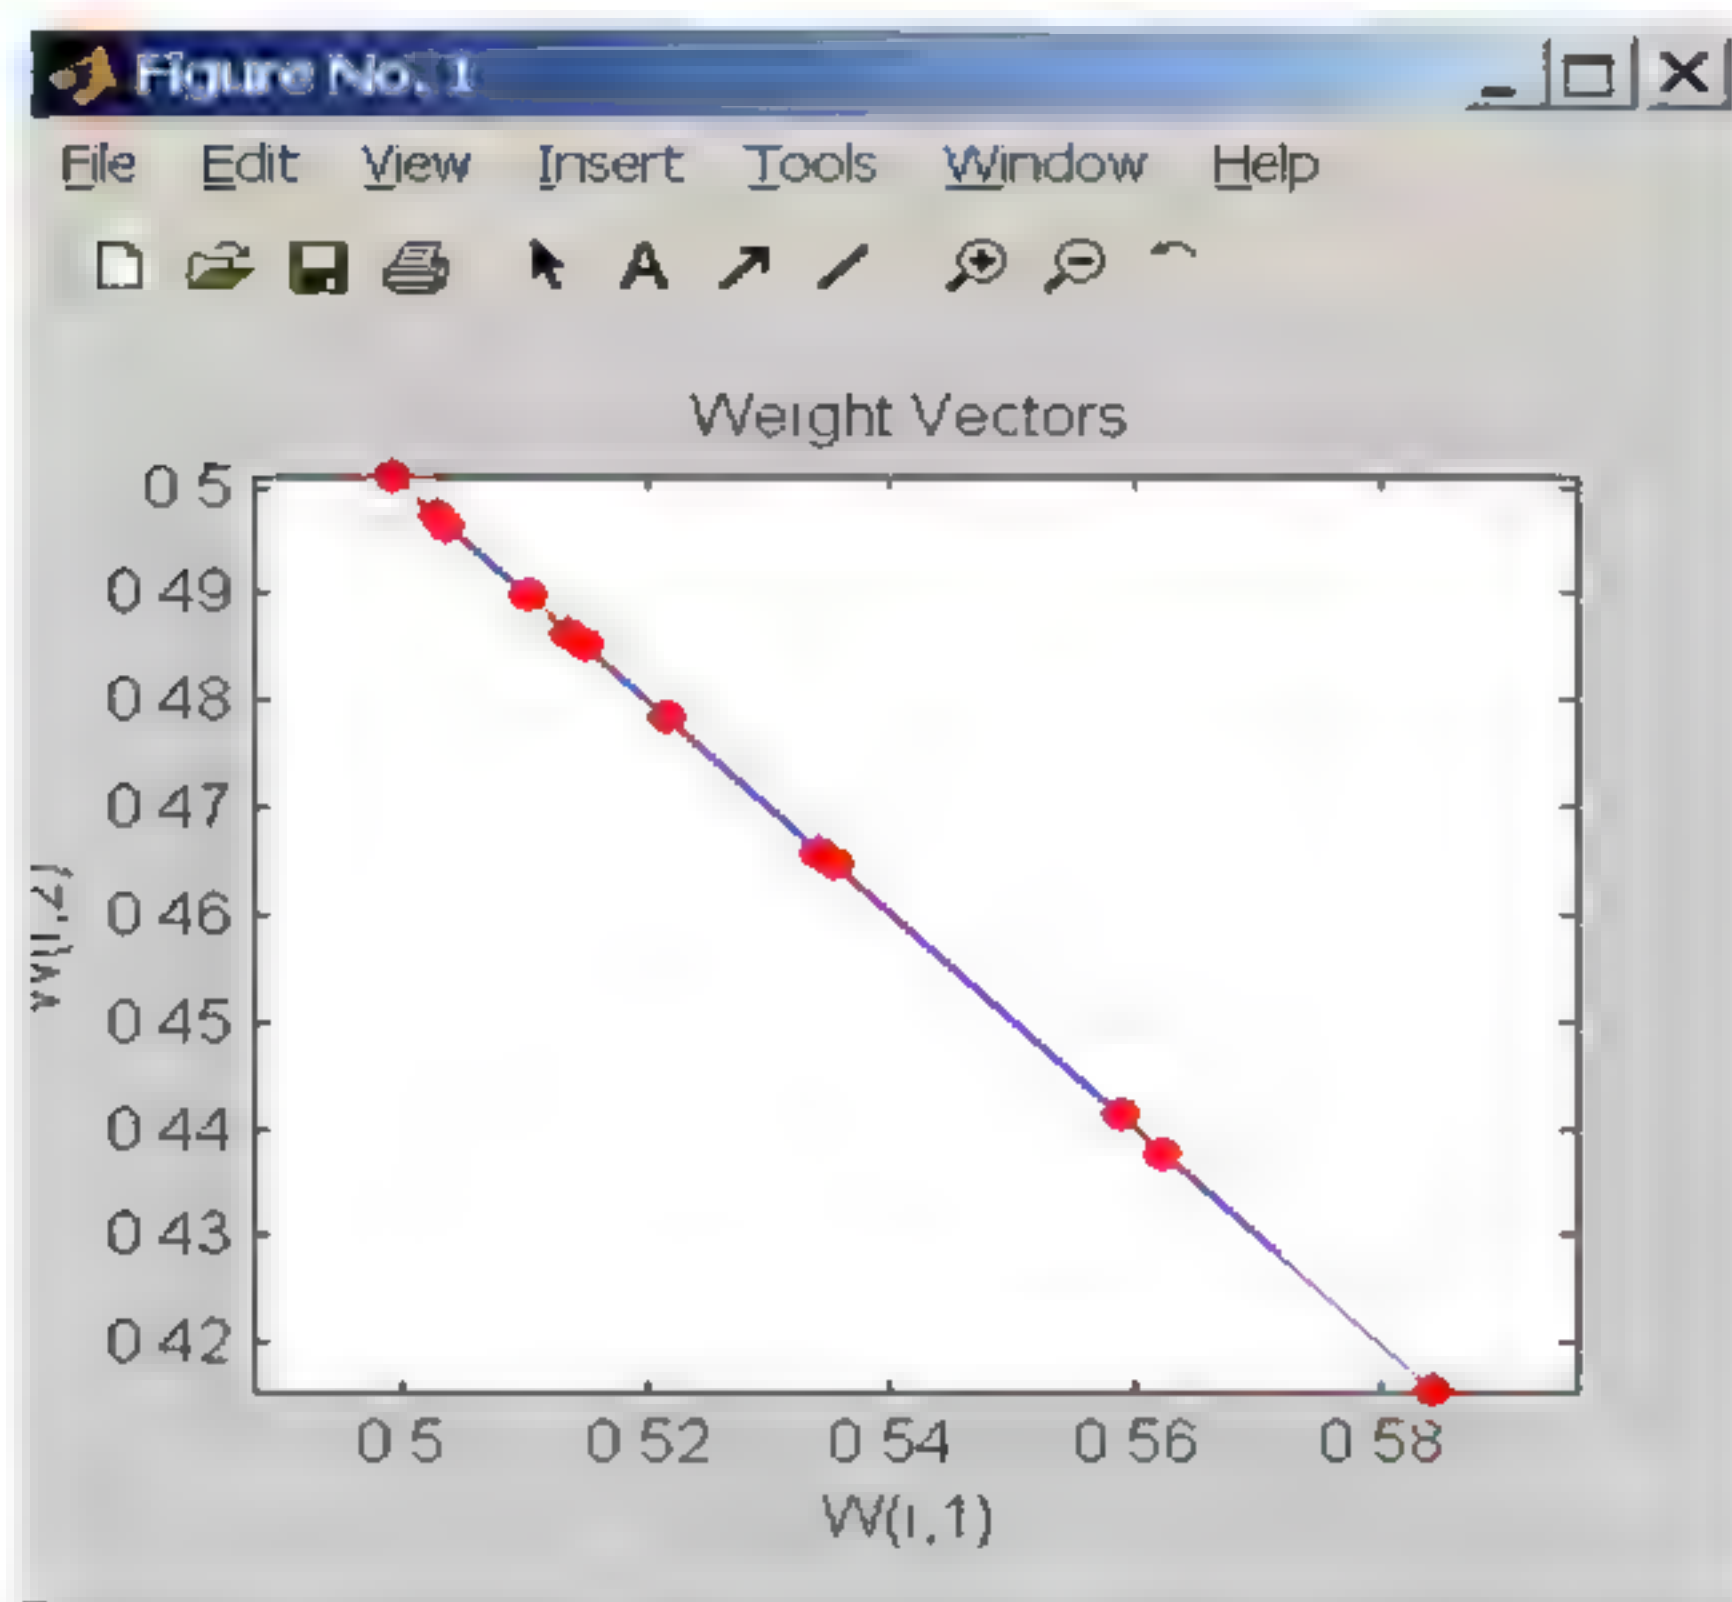 Figure No. 1
File Edit View Insert Tools Window Help
Weight Vectors
0.5
0.49
0.48
0.47
0.46
0.45
0.44
0.43
0.42
W(i,2)
0.5 0.52 0.54 0.56 0.58
W(i,1)